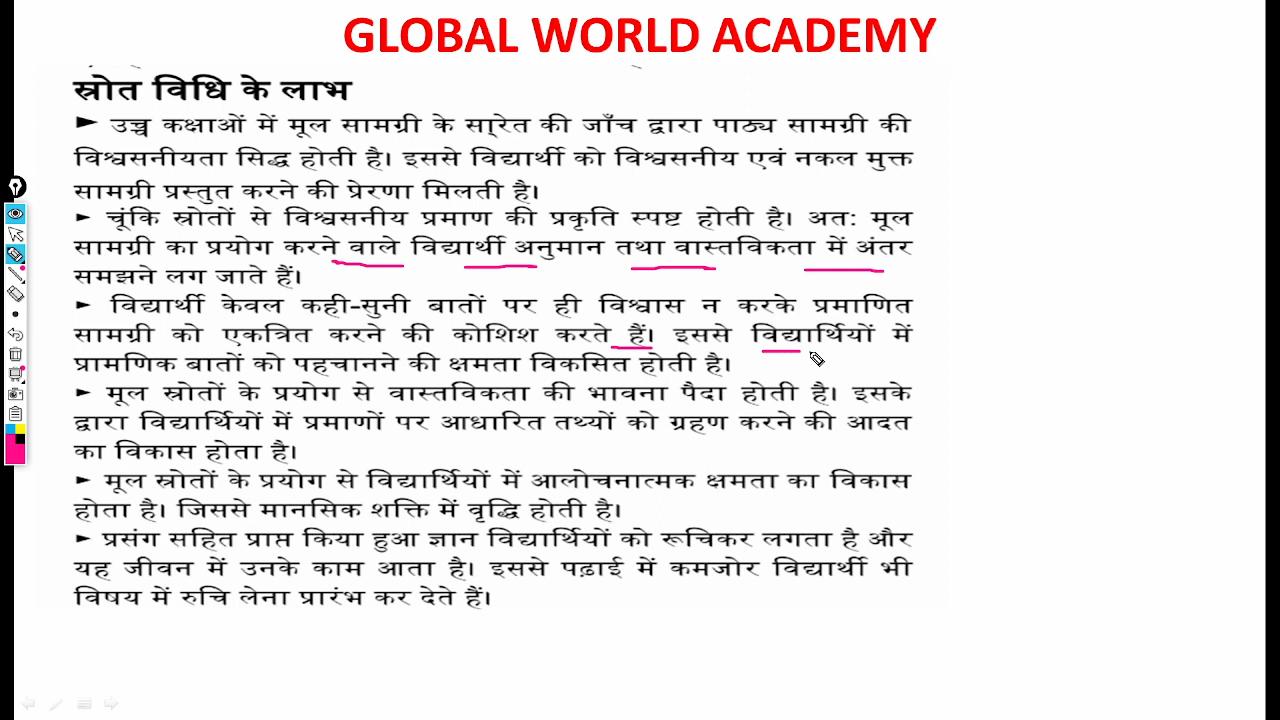 GLOBAL WORLD ACADEMY
स्रोत विधि के लाभ
► उच्च कक्षाओं में मूल सामग्री के सा्रेत की जाँच द्वारा पाठ्य सामग्री की
विश्वसनीयता सिद्ध होती है। इससे विद्यार्थी को विश्वसनीय एवं नकल मुक्त
सामग्री प्रस्तुत करने की प्रेरणा मिलती है।
► चूंकि स्रोतों से विश्वसनीय प्रमाण की प्रकृति स्पष्ट होती है। अतः मूल
सामग्री का प्रयोग करने वाले विद्यार्थी अनुमान तथा वास्तविकता में अंतर
समझने लग जाते हैं।
► विद्यार्थी केवल कही-सुनी बातों पर ही विश्वास न करके प्रमाणित
सामग्री को एकत्रित करने की कोशिश करते हैं। इससे विद्यार्थियों में
प्रामणिक बातों को पहचानने की क्षमता विकसित होती है।
► मूल स्रोतों के प्रयोग से वास्तविकता की भावना पैदा होती है। इसके
द्वारा विद्यार्थियों में प्रमाणों पर आधारित तथ्यों को ग्रहण करने की आदत
का विकास होता है।
► मूल स्रोतों के प्रयोग से विद्यार्थियों में आलोचनात्मक क्षमता का विकास
होता है। जिससे मानसिक शक्ति में वृद्धि होती है।
► प्रसंग सहित प्राप्त किया हुआ ज्ञान विद्यार्थियों को रूचिकर लगता है और
यह जीवन में उनके काम आता है। इससे पढ़ाई में कमजोर विद्यार्थी भी
विषय में रुचि लेना प्रारंभ कर देते हैं।